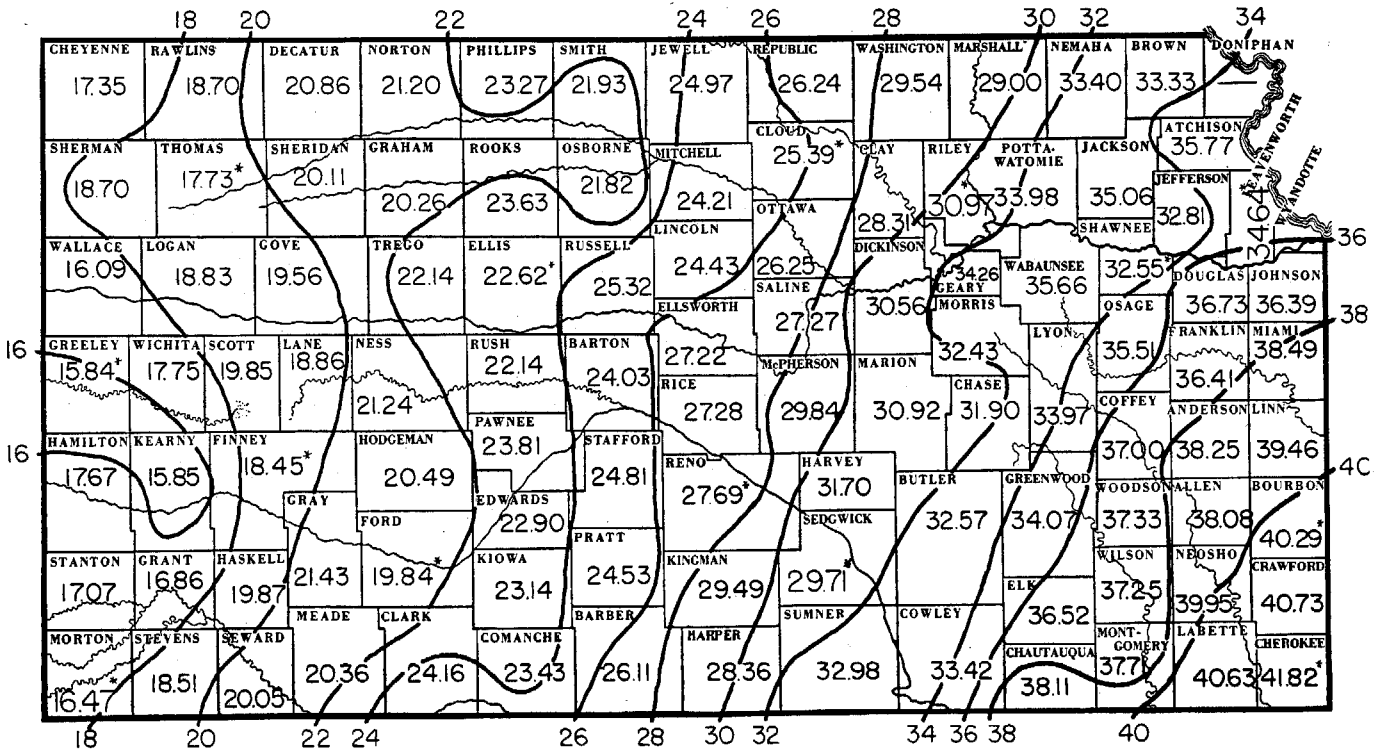 18 20 22 24 26 28 30 32 34
CHEYENNE RAWLINS DECATUR NORTON PHILLIPS SMITH JEWELL REPUBLIC WASHINGTON MARSHALL NEMAHA BROWN DONIPHAN
17.35 18.70 20.86 21.20 23.27 21.93 24.97 26.24 29.54 29.00 33.40 33.33
CLOUD ATCHISON
25.39* 35.77
LEAVENWORTH
WYANDOTTE
SHERMAN THOMAS SHERIDAN GRAHAM ROOKS OSBORNE MITCHELL CLAY RILEY POTTA-
WATOMIE JACKSON JEFFERSON
18.70 17.73* 20.11 20.26 23.63 21.82 24.21 28.31 30.97* 33.98 35.06 32.81 34.64*
OTTAWA SHAWNEE
26.25 32.55*
WALLACE LOGAN GOVE TREGO ELLIS RUSSELL LINCOLN DICKINSON 36
16.09 18.83 19.56 22.14 22.62* 25.32 24.43 30.56
GEARY WABAUNSEE DOUGLAS JOHNSON
34.26 35.66 36.73 36.39
ELLSWORTH SALINE MORRIS OSAGE 38
27.22 27.27 32.43 35.51
LYON FRANKLIN MIAMI
33.97 36.41 38.49
16 GREELEY WICHITA SCOTT LANE NESS RUSH BARTON McPHERSON MARION
15.84* 17.75 19.85 18.86 21.24 22.14 24.03 29.84 30.92
RICE CHASE
27.28 31.90
PAWNEE COFFEY ANDERSON LINN
23.81 37.00 38.25 39.46
16 HAMILTON KEARNY FINNEY HODGEMAN STAFFORD
17.67 15.85 18.45* 20.49 24.81
RENO HARVEY BUTLER GREENWOOD WOODSON ALLEN BOURBON
27.69* 31.70 32.57 34.07 37.33 38.08 40.29*
4C
GRAY EDWARDS
21.43 22.90
FORD SEDGWICK
19.84* 29.71*
STANTON GRANT HASKELL KIOWA PRATT KINGMAN WILSON NEOSHO CRAWFORD
17.07 16.86 19.87 23.14 24.53 29.49 37.25 39.95 40.73
ELK
36.52
MEADE CLARK BARBER SUMNER COWLEY
20.36 24.16 26.11 32.98 33.42
MORTON STEVENS SEWARD COMANCHE HARPER CHAUTAUQUA MONT-
GOMERY LABETTE CHEROKEE
16.47* 18.51 20.05 23.43 28.36 38.11 37.71 40.63 41.82*
18 20 22 24 26 28 30 32 34 36 38 40